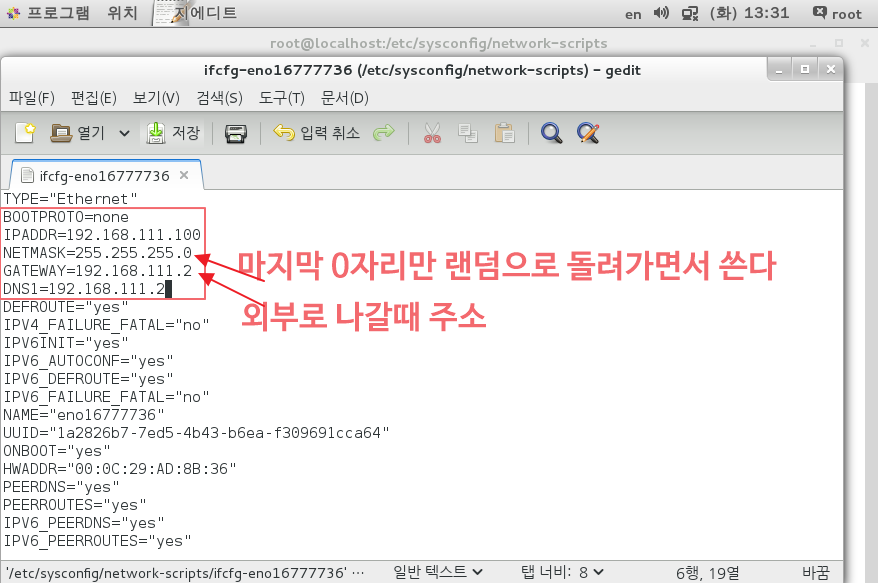 프로그램 위치 지에디트 en (화) 13:31 root
root@localhost:/etc/sysconfig/network-scripts
ifcfg-eno16777736 (/etc/sysconfig/network-scripts) - gedit
파일(F) 편집(E) 보기(V) 검색(S) 도구(T) 문서(D)
열기 저장 입력 취소
ifcfg-eno16777736
TYPE="Ethernet"
BOOTPROTO=none
IPADDR=192.168.111.100
NETMASK=255.255.255.0
마지막 0자리만 랜덤으로 돌려가면서 쓴다
GATEWAY=192.168.111.2
DNS1=192.168.111.2
외부로 나갈때 주소
DEFROUTE="yes"
IPV4_FAILURE_FATAL="no"
IPV6INIT="yes"
IPV6_AUTOCONF="yes"
IPV6_DEFROUTE="yes"
IPV6_FAILURE_FATAL="no"
NAME="eno16777736"
UUID="1a2826b7-7ed5-4b43-b6ea-f309691cca64"
ONBOOT="yes"
HWADDR="00:0C:29:AD:8B:36"
PEERDNS="yes"
PEERROUTES="yes"
IPV6_PEERDNS="yes"
IPV6_PEERROUTES="yes"
'/etc/sysconfig/network-scripts/ifcfg-eno16777736' … 일반 텍스트 탭 너비: 8 6행, 19열 바꿈